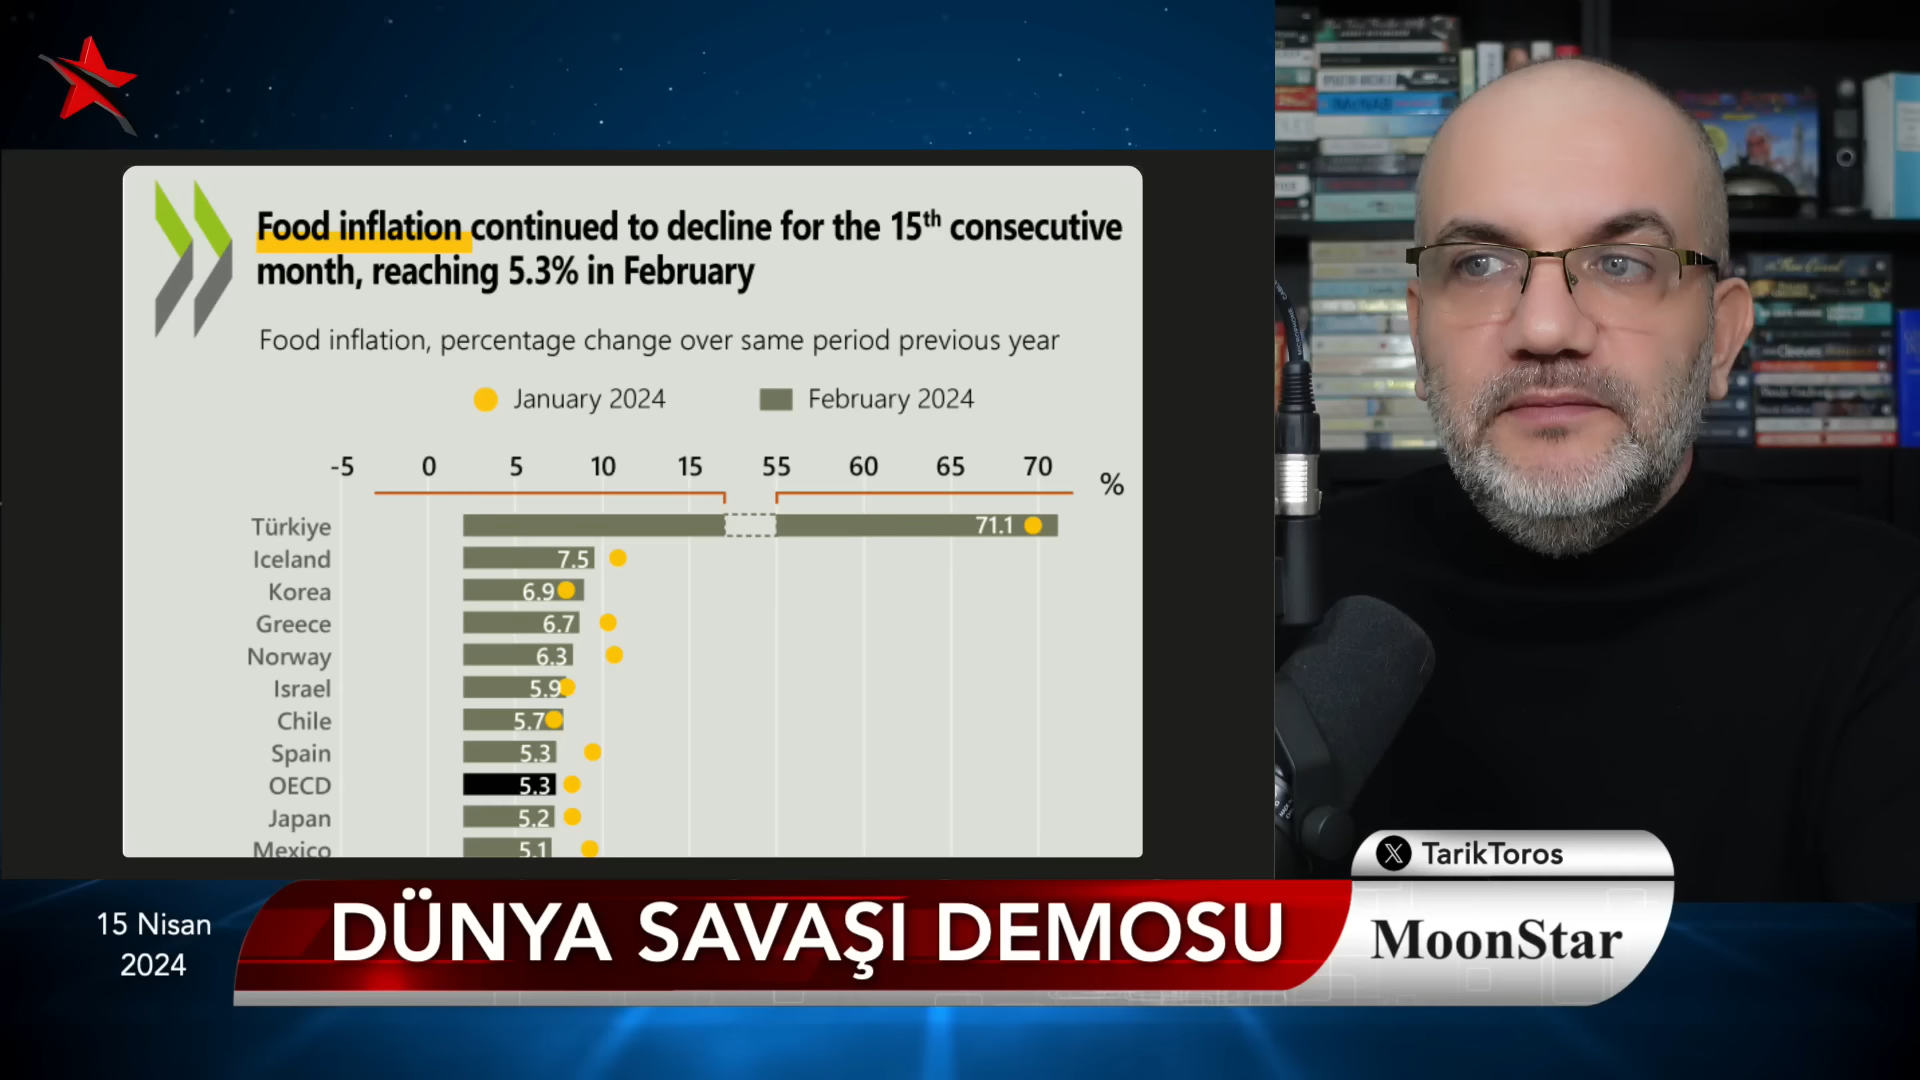 Food inflation continued to decline for the 15th consecutive
month, reaching 5.3% in February
Food inflation, percentage change over same period previous year
January 2024
February 2024
-5 0 5 10 15 55 60 65 70
%
Türkiye 71.1
Iceland 7.5
Korea 6.9
Greece 6.7
Norway 6.3
Israel 5.9
Chile 5.7
Spain 5.3
OECD 5.3
Japan 5.2
Mexico 5.1
X TarikToros
15 Nisan
2024
DÜNYA SAVAŞI DEMOSU
MoonStar